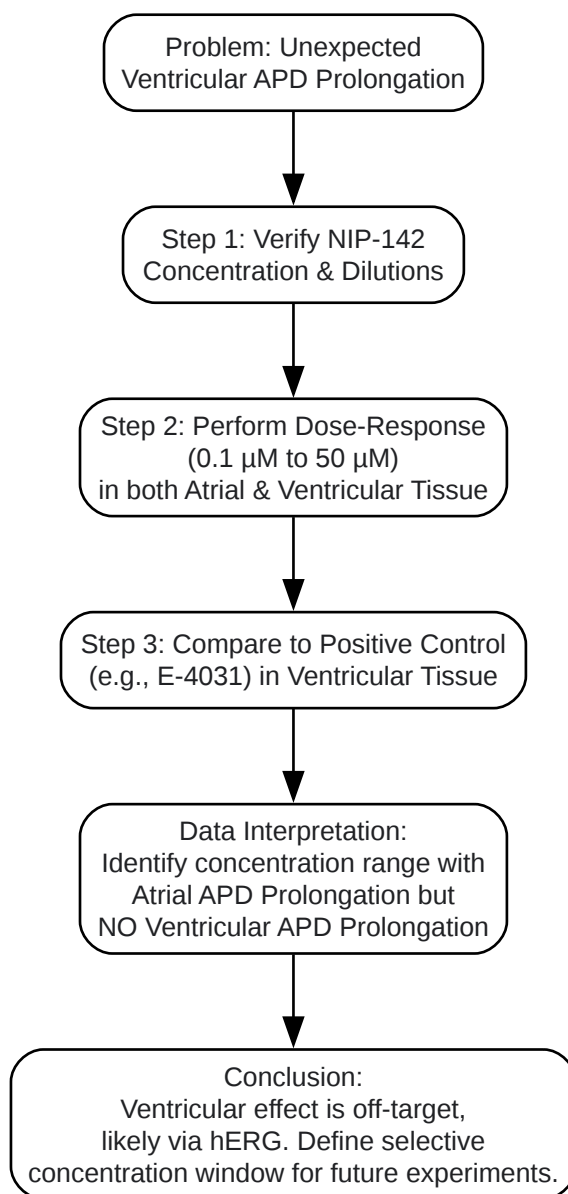 Problem: Unexpected
Ventricular APD Prolongation
Step 1: Verify NIP-142
Concentration & Dilutions
Step 2: Perform Dose-Response
(0.1 µM to 50 µM)
in both Atrial & Ventricular Tissue
Step 3: Compare to Positive Control
(e.g., E-4031) in Ventricular Tissue
Data Interpretation:
Identify concentration range with
Atrial APD Prolongation but
NO Ventricular APD Prolongation
Conclusion:
Ventricular effect is off-target,
likely via hERG. Define selective
concentration window for future experiments.